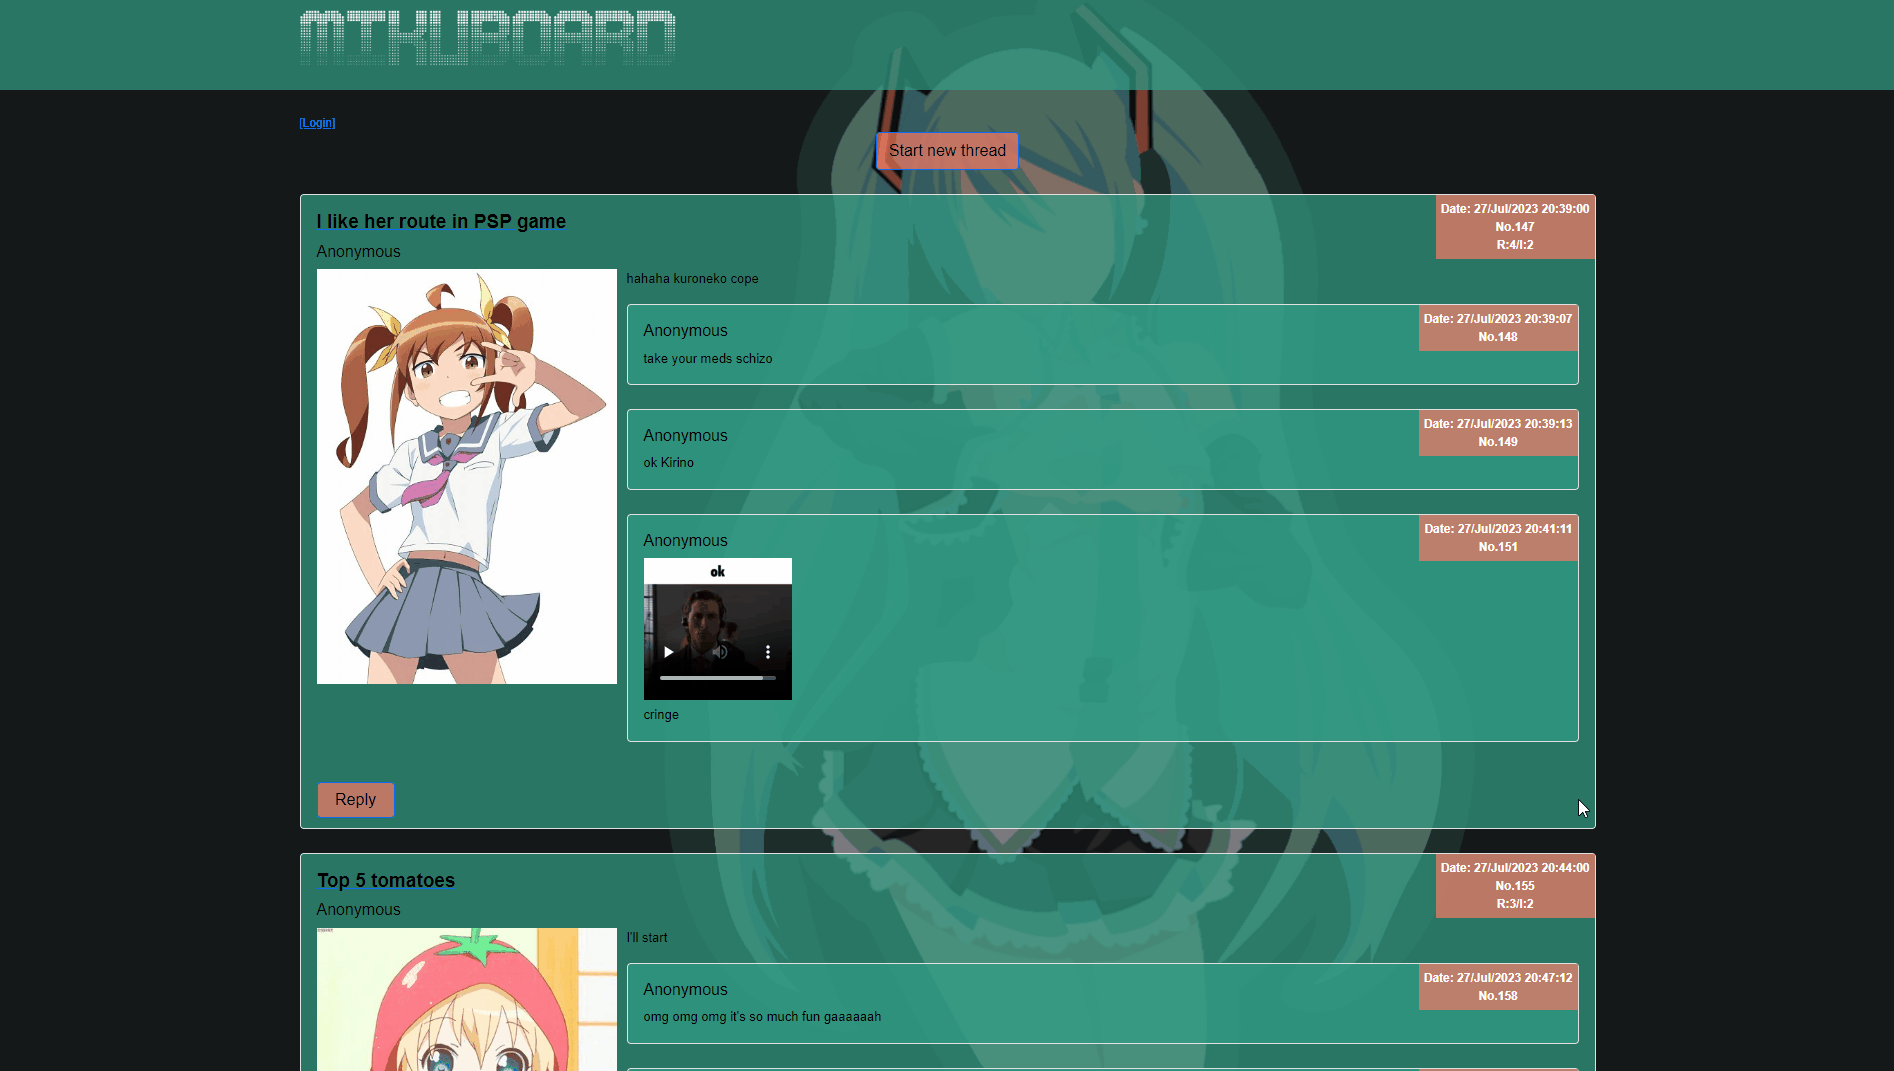 MIKUBOARD
[Login]
Start new thread
I like her route in PSP game
Date: 27/Jul/2023 20:39:00
No.147
R:4/I:2
Anonymous
hahaha kuroneko cope
Anonymous
Date: 27/Jul/2023 20:39:07
No.148
take your meds schizo
Anonymous
Date: 27/Jul/2023 20:39:13
No.149
ok Kirino
Anonymous
Date: 27/Jul/2023 20:41:11
No.151
ok
cringe
Reply
Top 5 tomatoes
Date: 27/Jul/2023 20:44:00
No.155
R:3/I:2
Anonymous
I'll start
Anonymous
Date: 27/Jul/2023 20:47:12
No.158
omg omg omg it's so much fun gaaaaaah